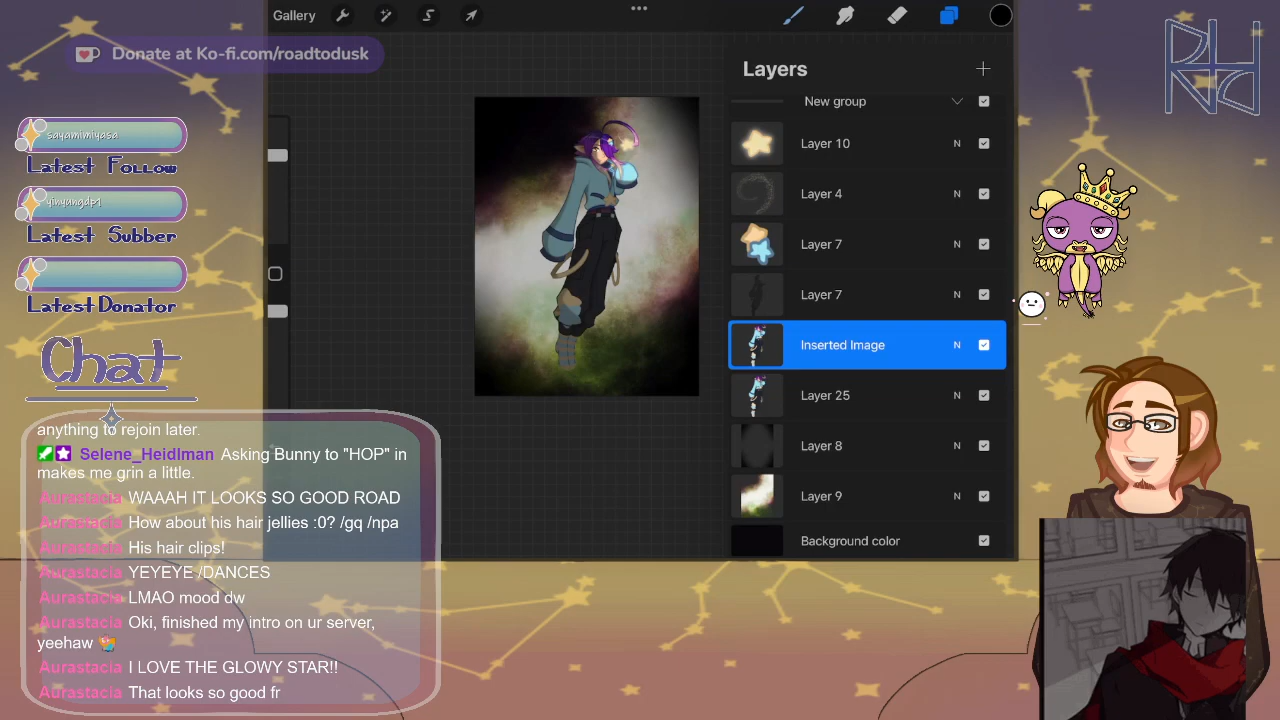 Gallery
Donate at Ko-fi.com/roadtodusk
Layers
New group
Layer 10 N
Layer 4 N
Layer 7 N
Layer 7 N
Inserted Image N
Layer 25 N
Layer 8 N
Layer 9 N
Background color
sayamimiyasa
Latest Follow
yinyangdp1
Latest Subber
Latest Donator
Chat
anything to rejoin later.
Selene_Heidlman Asking Bunny to "HOP" in
makes me grin a little.
Aurastacia WAAAH IT LOOKS SO GOOD ROAD
Aurastacia How about his hair jellies :0? /gq /npa
Aurastacia His hair clips!
Aurastacia YEYEYE /DANCES
Aurastacia LMAO mood dw
Aurastacia Oki, finished my intro on ur server,
yeehaw
Aurastacia I LOVE THE GLOWY STAR!!
Aurastacia That looks so good fr